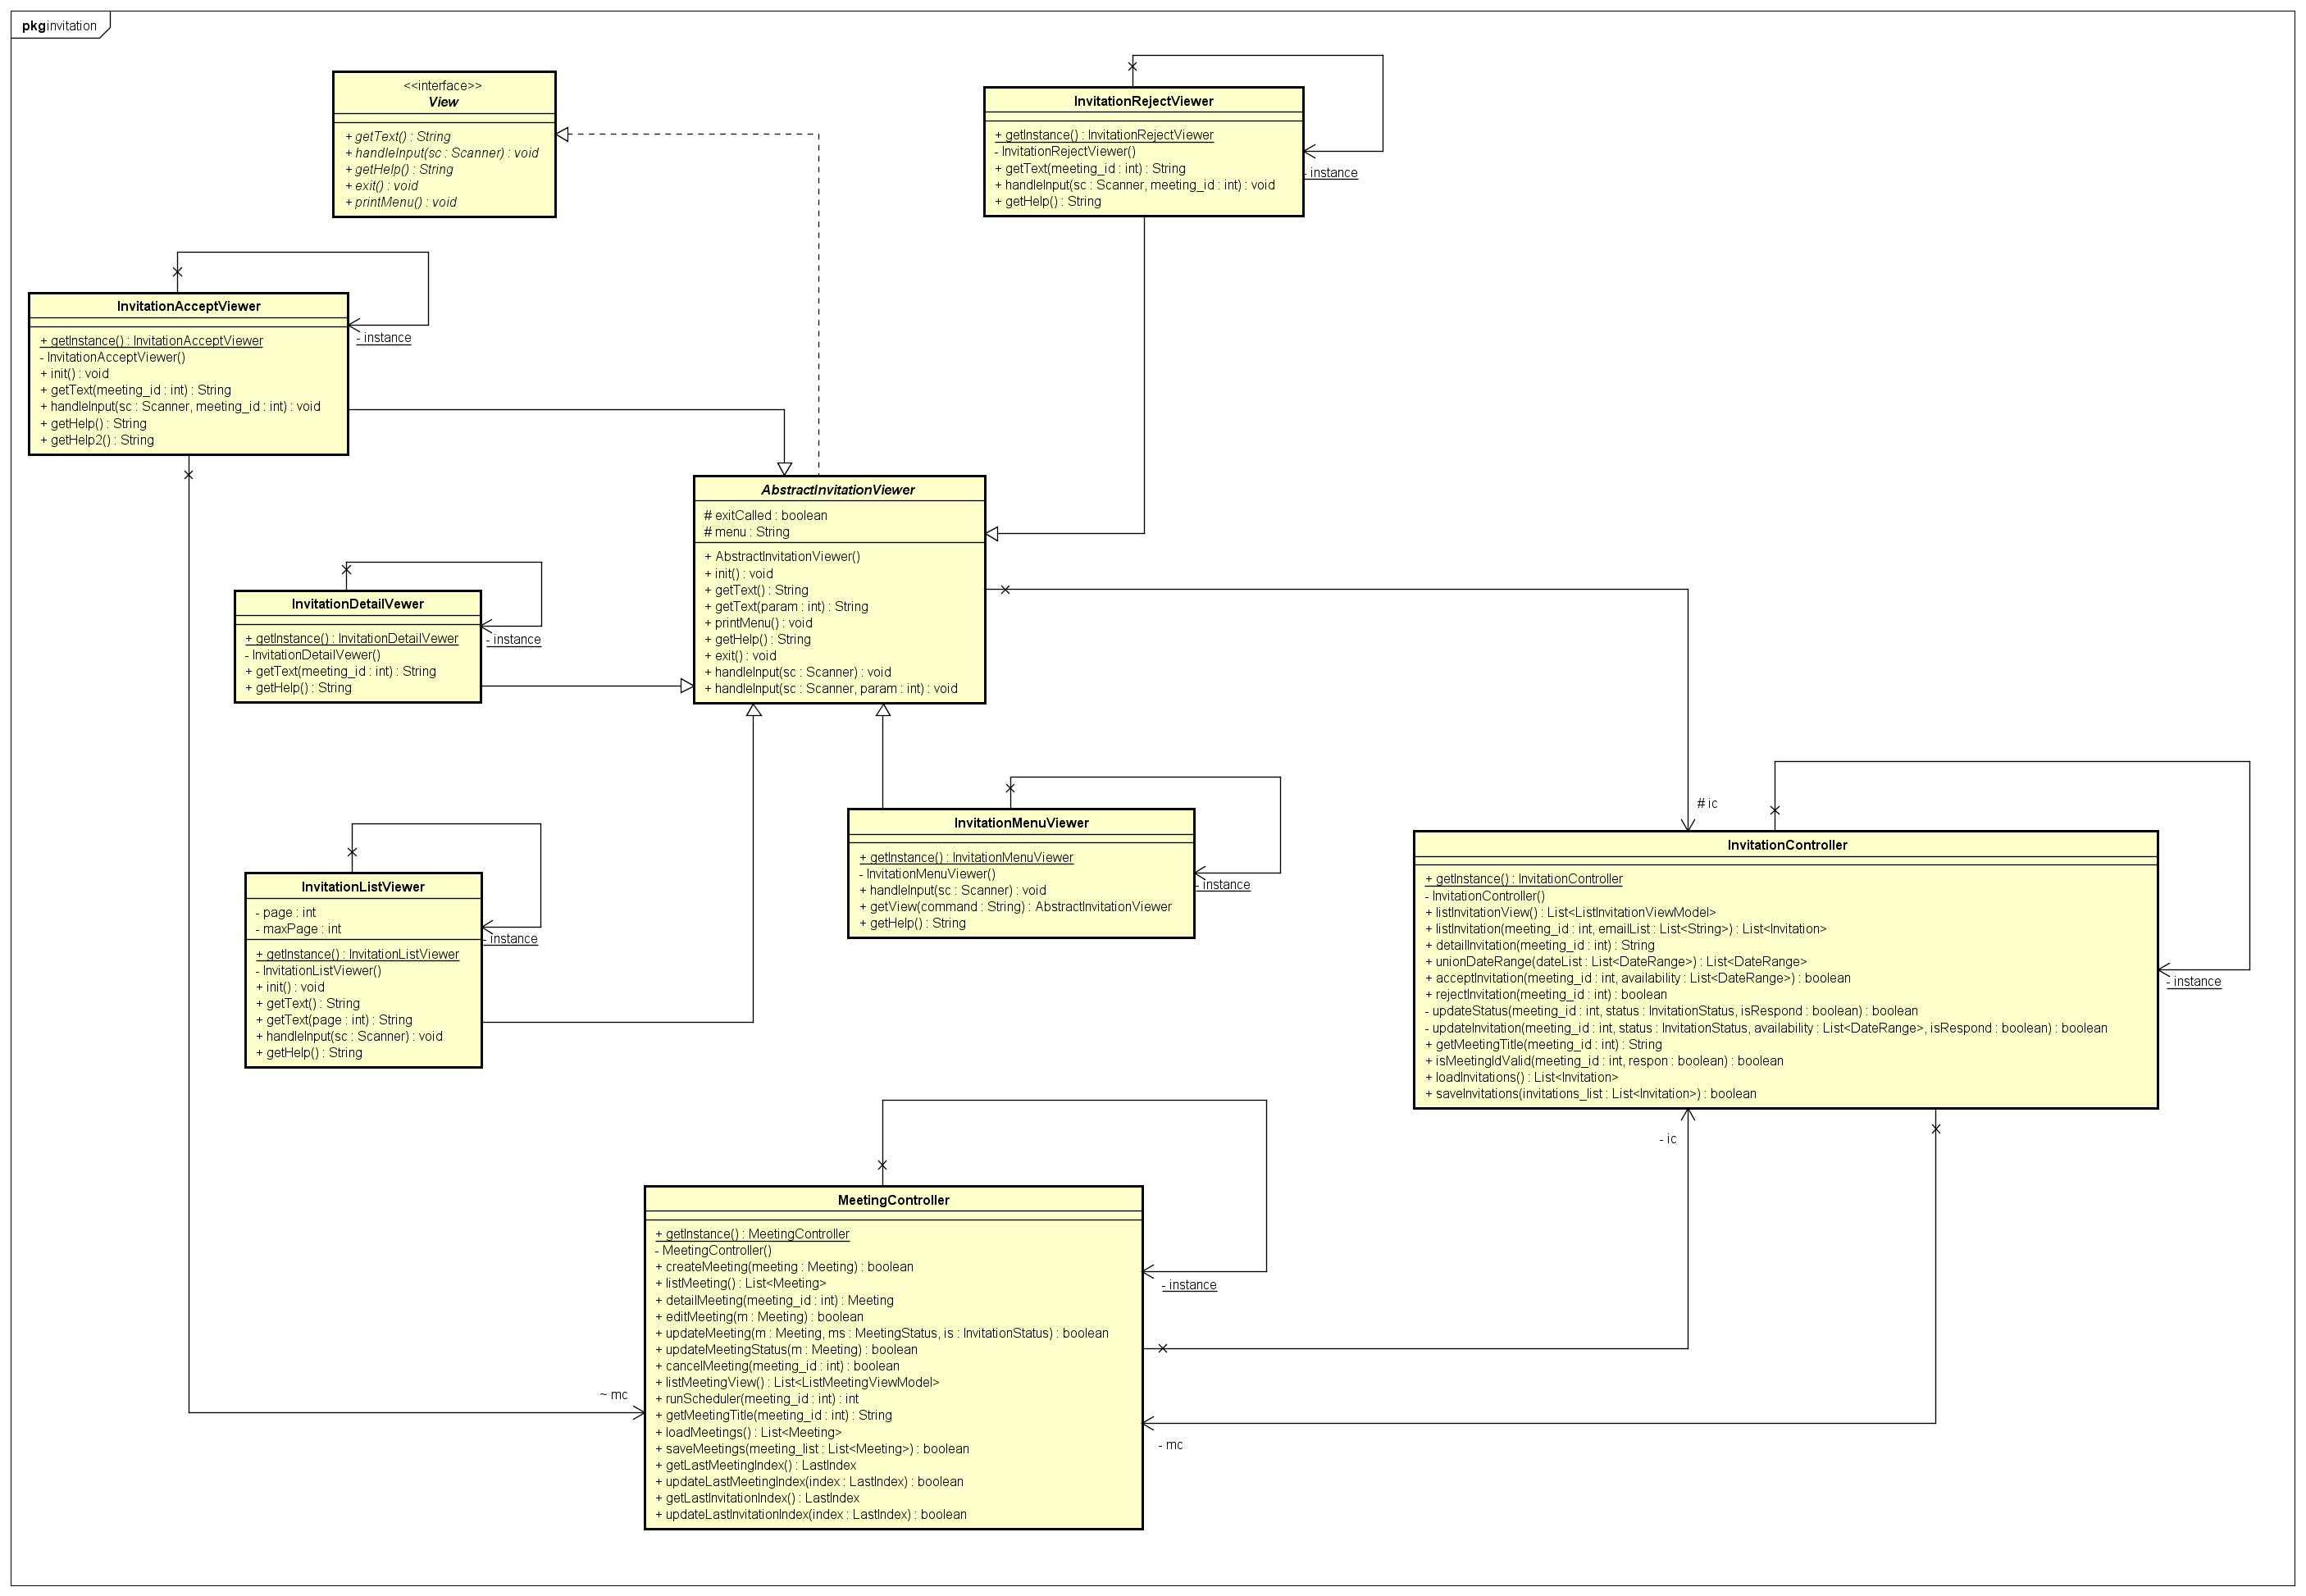 pkg invitation
<<interface>>
View
+ getText() : String
+ handleInput(sc : Scanner) : void
+ getHelp() : String
+ exit() : void
+ printMenu() : void
InvitationRejectViewer
+ getInstance() : InvitationRejectViewer
- InvitationRejectViewer()
+ getText(meeting_id : int) : String
+ handleInput(sc : Scanner, meeting_id : int) : void
+ getHelp() : String
- instance
InvitationAcceptViewer
+ getInstance() : InvitationAcceptViewer
- InvitationAcceptViewer()
+ init() : void
+ getText(meeting_id : int) : String
+ handleInput(sc : Scanner, meeting_id : int) : void
+ getHelp() : String
+ getHelp2() : String
- instance
AbstractInvitationViewer
# exitCalled : boolean
# menu : String
+ AbstractInvitationViewer()
+ init() : void
+ getText() : String
+ getText(param : int) : String
+ printMenu() : void
+ getHelp() : String
+ exit() : void
+ handleInput(sc : Scanner) : void
+ handleInput(sc : Scanner, param : int) : void
InvitationDetailVewer
+ getInstance() : InvitationDetailVewer
- InvitationDetailVewer()
+ getText(meeting_id : int) : String
+ getHelp() : String
- instance
InvitationMenuViewer
+ getInstance() : InvitationMenuViewer
- InvitationMenuViewer()
+ handleInput(sc : Scanner) : void
+ getView(command : String) : AbstractInvitationViewer
+ getHelp() : String
- instance
# ic
InvitationController
+ getInstance() : InvitationController
- InvitationController()
+ listInvitationView() : List<ListInvitationViewModel>
+ listInvitation(meeting_id : int, emailList : List<String>) : List<Invitation>
+ detailInvitation(meeting_id : int) : String
+ unionDateRange(dateList : List<DateRange>) : List<DateRange>
+ acceptInvitation(meeting_id : int, availability : List<DateRange>) : boolean
+ rejectInvitation(meeting_id : int) : boolean
- updateStatus(meeting_id : int, status : InvitationStatus, isRespond : boolean) : boolean
- updateInvitation(meeting_id : int, status : InvitationStatus, availability : List<DateRange>, isRespond : boolean) : boolean
+ getMeetingTitle(meeting_id : int) : String
+ isMeetingIdValid(meeting_id : int, respon : boolean) : boolean
+ loadInvitations() : List<Invitation>
+ saveInvitations(invitations_list : List<Invitation>) : boolean
- instance
InvitationListViewer
- page : int
- maxPage : int
+ getInstance() : InvitationListViewer
- InvitationListViewer()
+ init() : void
+ getText() : String
+ getText(page : int) : String
+ handleInput(sc : Scanner) : void
+ getHelp() : String
- instance
- ic
MeetingController
+ getInstance() : MeetingController
- MeetingController()
+ createMeeting(meeting : Meeting) : boolean
+ listMeeting() : List<Meeting>
+ detailMeeting(meeting_id : int) : Meeting
+ editMeeting(m : Meeting) : boolean
+ updateMeeting(m : Meeting, ms : MeetingStatus, is : InvitationStatus) : boolean
+ updateMeetingStatus(m : Meeting) : boolean
+ cancelMeeting(meeting_id : int) : boolean
+ listMeetingView() : List<ListMeetingViewModel>
+ runScheduler(meeting_id : int) : int
+ getMeetingTitle(meeting_id : int) : String
+ loadMeetings() : List<Meeting>
+ saveMeetings(meeting_list : List<Meeting>) : boolean
+ getLastMeetingIndex() : LastIndex
+ updateLastMeetingIndex(index : LastIndex) : boolean
+ getLastInvitationIndex() : LastIndex
+ updateLastInvitationIndex(index : LastIndex) : boolean
- instance
~ mc
- mc